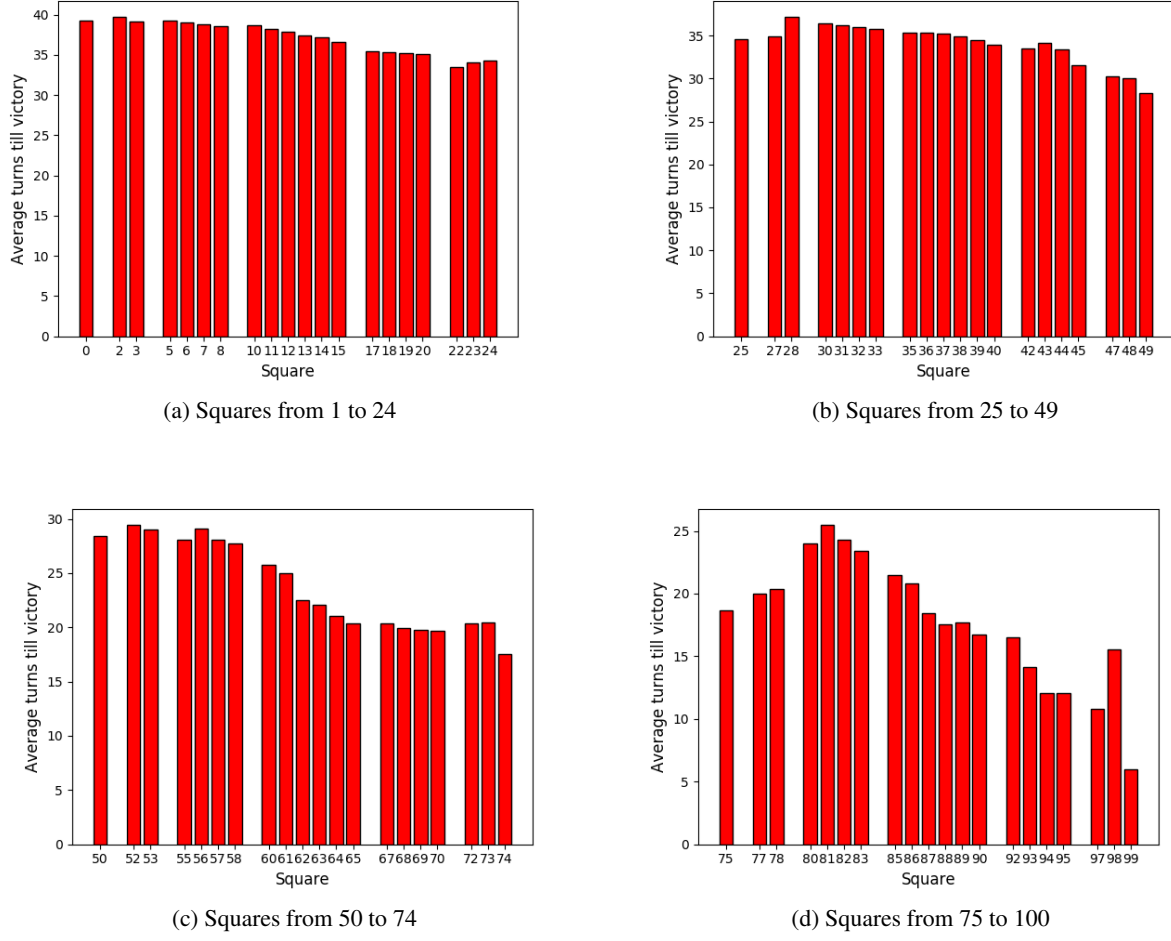 40
35
30
25
20
15
10
5
0
Average turns till victory
0 2 3 5 6 7 8 10 11 12 13 14 15 17 18 19 20 22 23 24
Square
(a) Squares from 1 to 24
35
30
25
20
15
10
5
0
Average turns till victory
25 27 28 30 31 32 33 35 36 37 38 39 40 42 43 44 45 47 48 49
Square
(b) Squares from 25 to 49
30
25
20
15
10
5
0
Average turns till victory
50 52 53 55 56 57 58 60 61 62 63 64 65 67 68 69 70 72 73 74
Square
(c) Squares from 50 to 74
25
20
15
10
5
0
Average turns till victory
75 77 78 80 81 82 83 85 86 87 88 89 90 92 93 94 95 97 98 99
Square
(d) Squares from 75 to 100